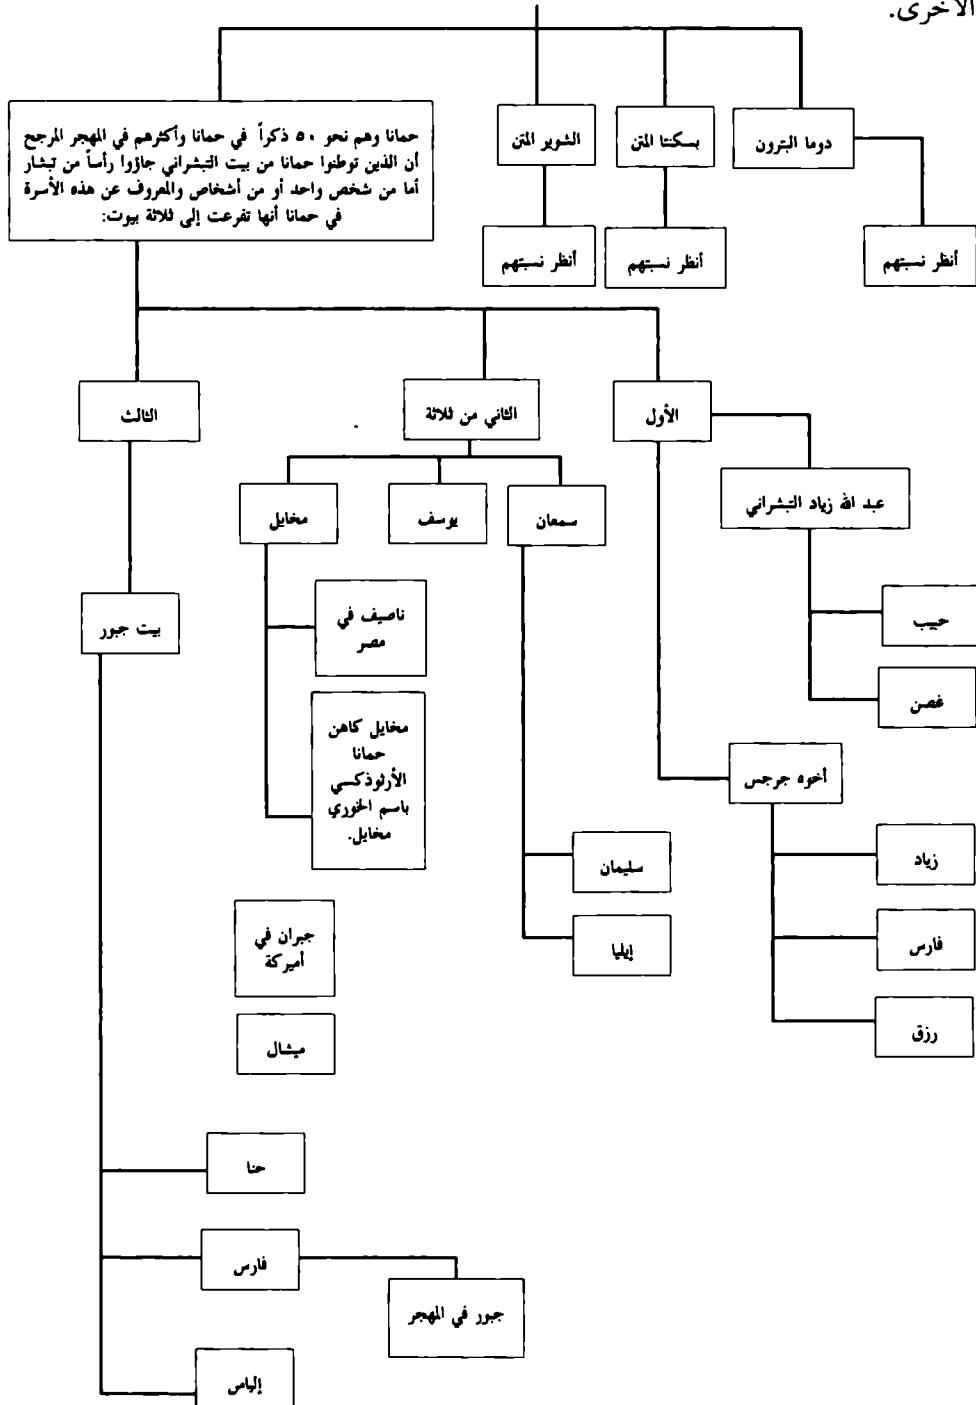 الأخرى.
دوما البترون
بسكنتا المتن
الشوير المتن
حمانا وهم نحو ٥٠ ذكراً في حمانا وأكثرهم في المهجر المرجح
أن الذين توطنوا حمانا من بيت التبشراني جاؤوا رأساً من تبشار
أما من شخص واحد أو من أشخاص والمعروف عن هذه الأسرة
في حمانا أنها تفرعت إلى ثلاثة بيوت:
أنظر نسبتهم
أنظر نسبتهم
أنظر نسبتهم
الأول
الثاني من ثلاثة
الثالث
عبد الله زياد التبشراني
سمعان
يوسف
مخايل
حبيب
غصن
ناصيف في
مصر
بيت جبور
مخايل كاهن
حمانا
الأرثوذكسي
باسم الخوري
مخايل.
أخوه جرجس
زياد
فارس
رزق
سليمان
إيليا
جبران في
أميركة
ميشال
حنا
فارس
جبور في المهجر
إلياس